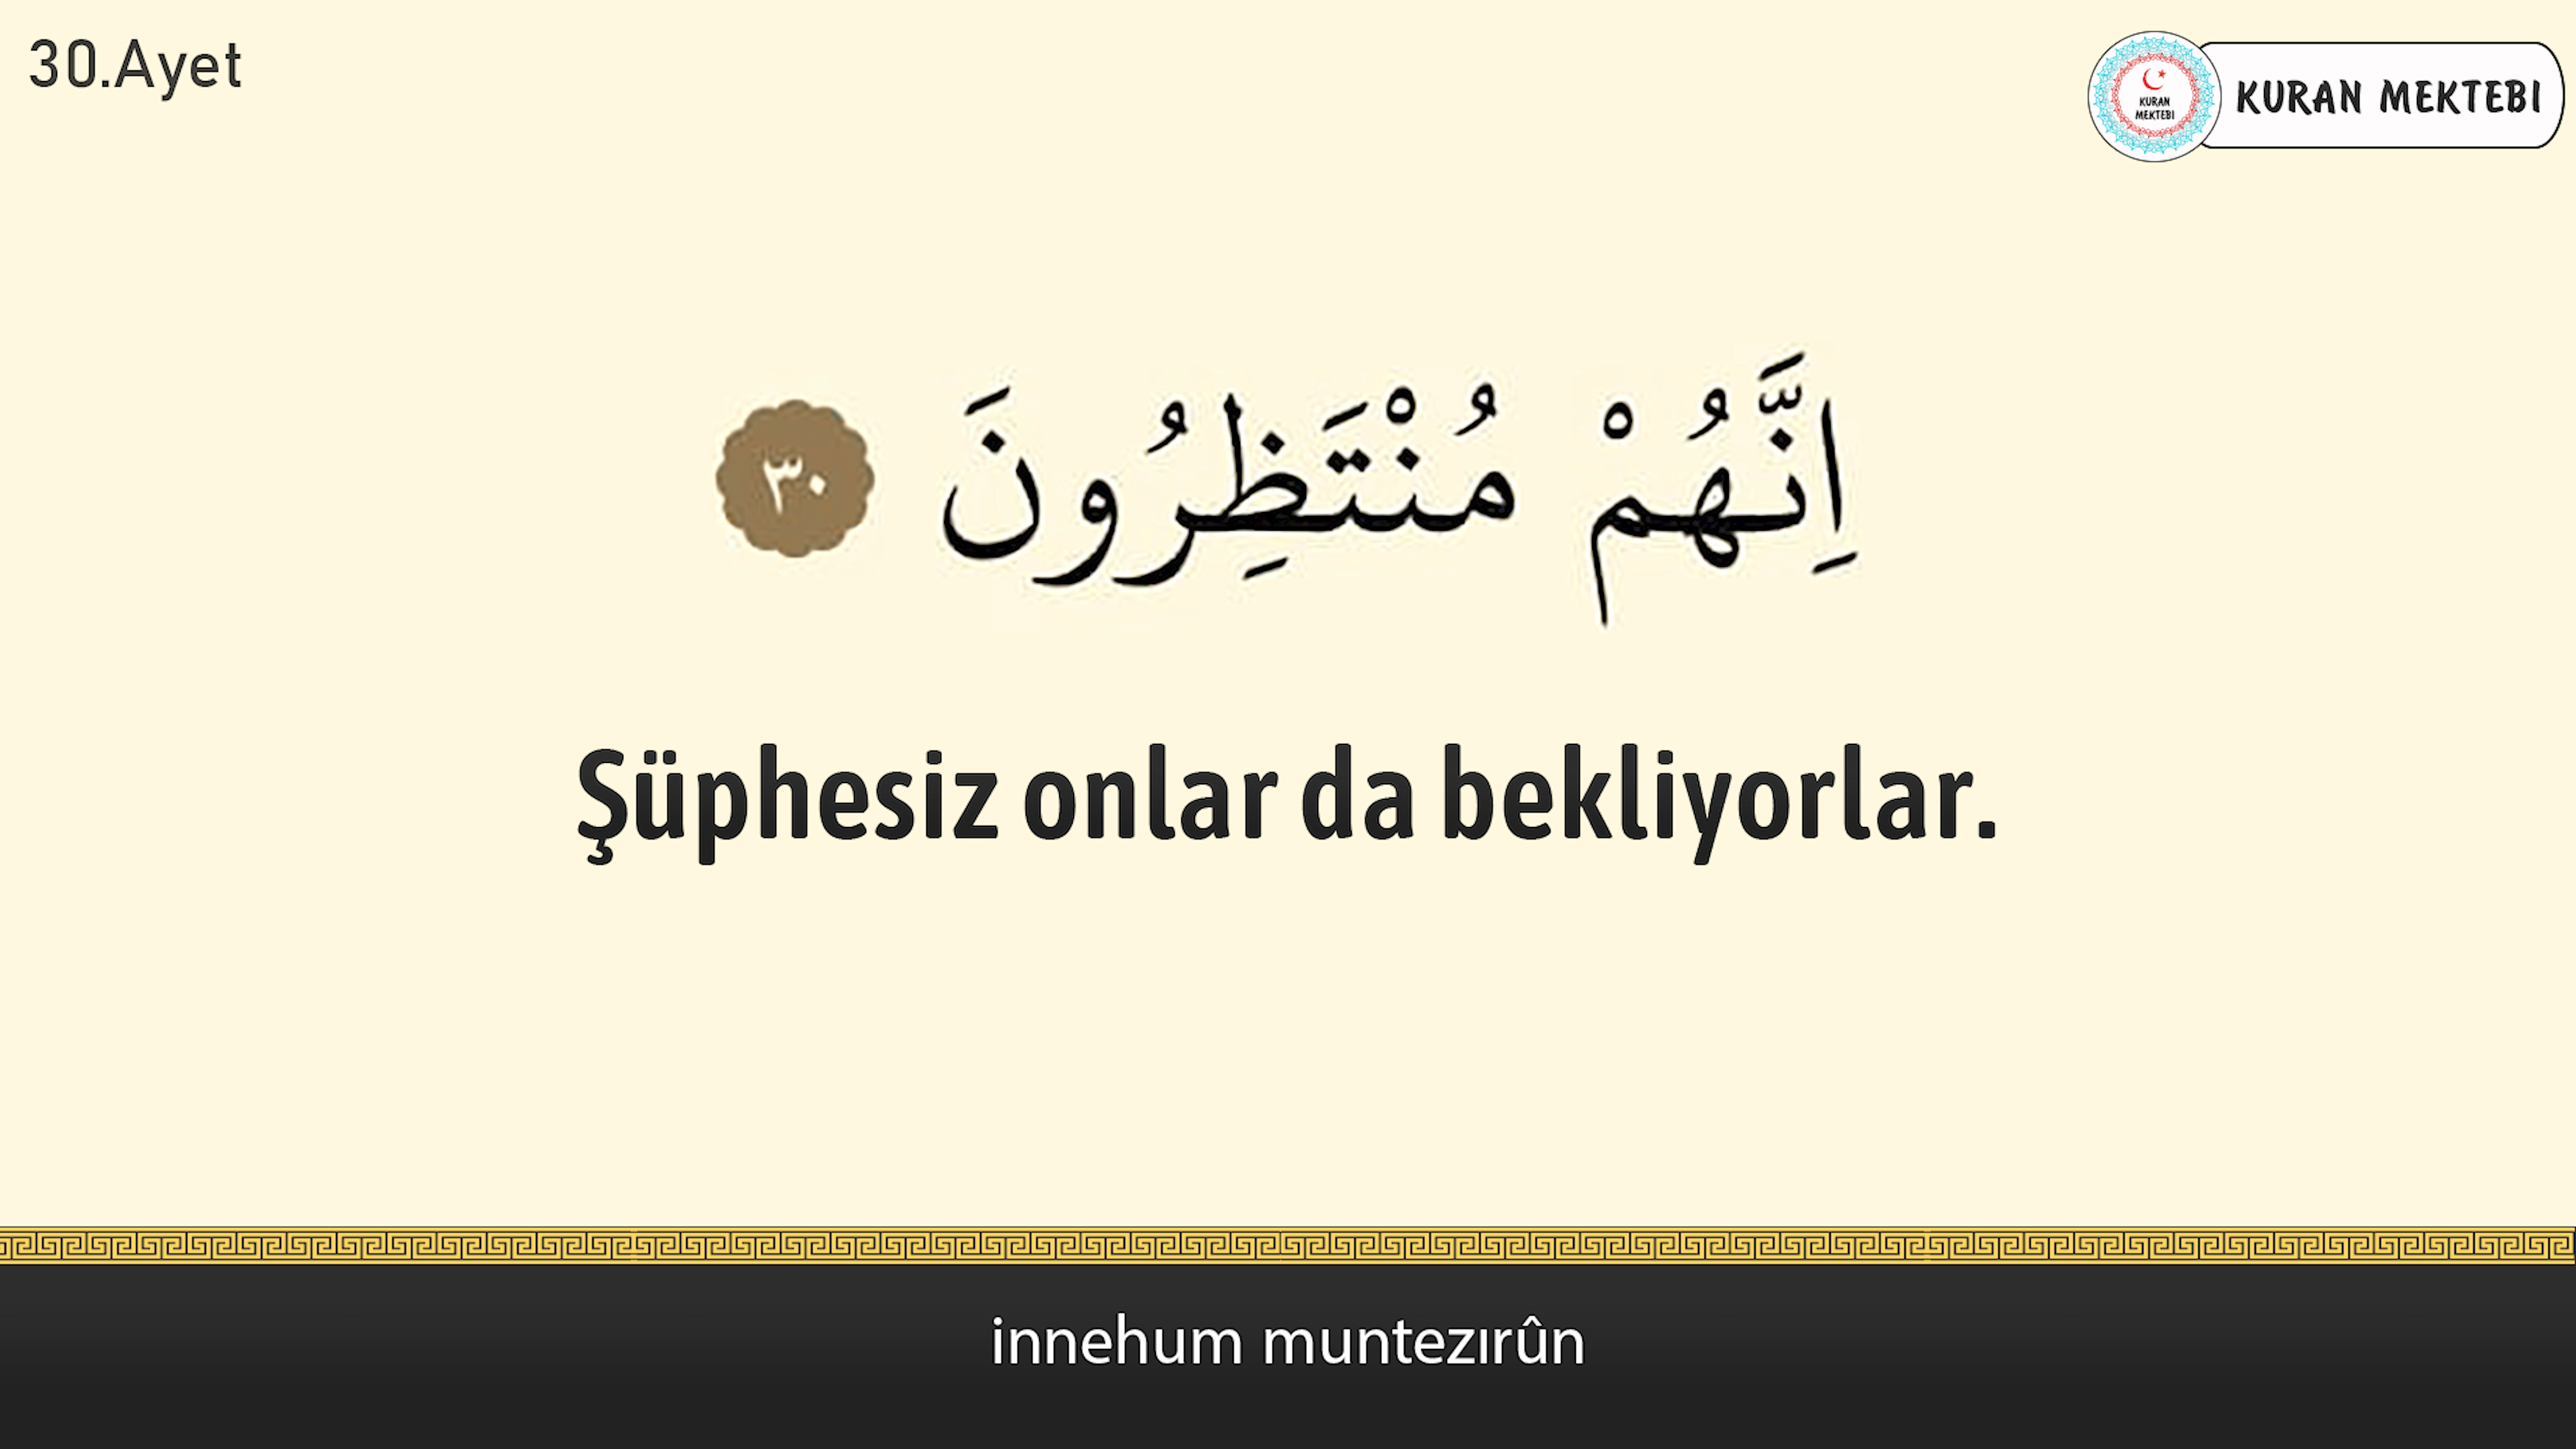 30.Ayet
KURAN
MEKTEBI
KURAN MEKTEBI
اِنَّهُمْ مُنْتَظِرُونَ ٣٠
Şüphesiz onlar da bekliyorlar.
innehum muntezırûn